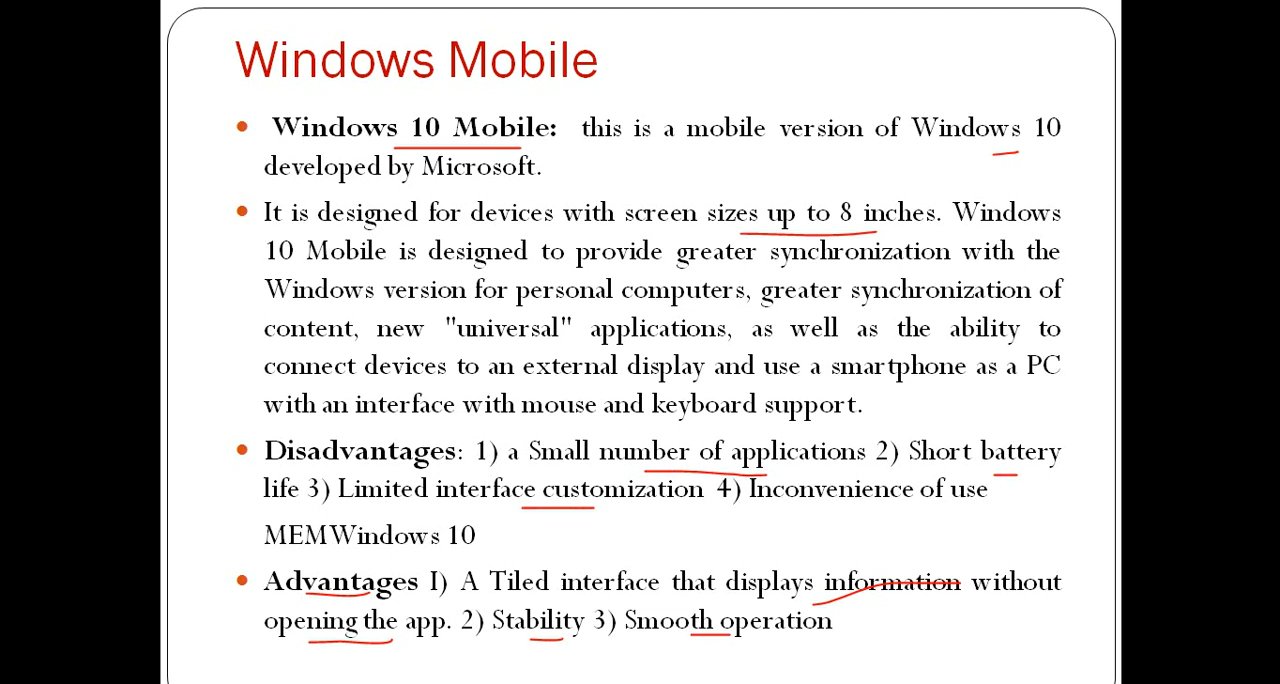 Windows Mobile
Windows 10 Mobile: this is a mobile version of Windows 10
developed by Microsoft.
It is designed for devices with screen sizes up to 8 inches. Windows
10 Mobile is designed to provide greater synchronization with the
Windows version for personal computers, greater synchronization of
content, new "universal" applications, as well as the ability to
connect devices to an external display and use a smartphone as a PC
with an interface with mouse and keyboard support.
Disadvantages: 1) a Small number of applications 2) Short battery
life 3) Limited interface customization 4) Inconvenience of use
MEMWindows 10
Advantages I) A Tiled interface that displays information without
opening the app. 2) Stability 3) Smooth operation